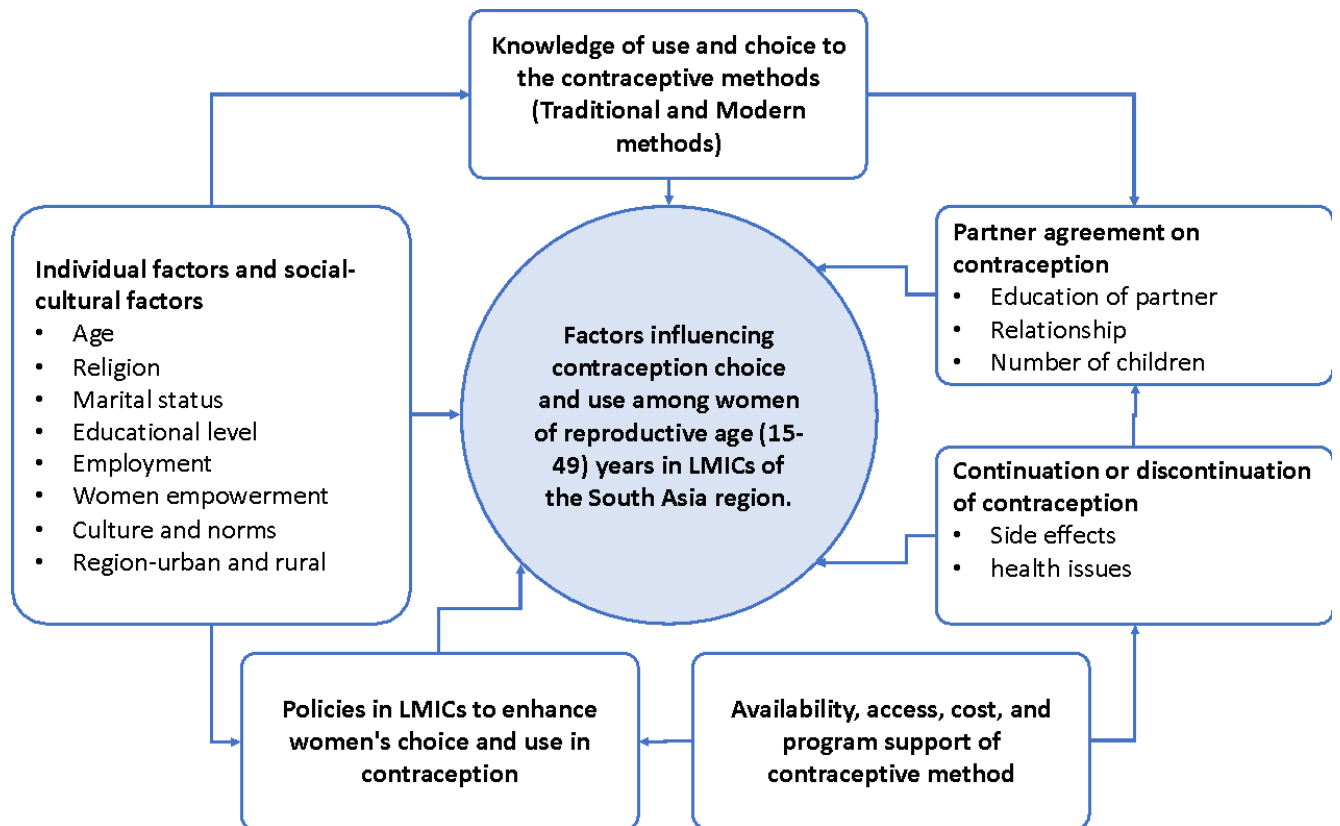 Knowledge of use and choice to
the contraceptive methods
(Traditional and Modern
methods)
Individual factors and social-
cultural factors
• Age
• Religion
• Marital status
• Educational level
• Employment
• Women empowerment
• Culture and norms
• Region-urban and rural
Factors influencing
contraception choice
and use among women
of reproductive age (15-
49) years in LMICs of
the South Asia region.
Partner agreement on
contraception
• Education of partner
• Relationship
• Number of children
Continuation or discontinuation
of contraception
• Side effects
• health issues
Policies in LMICs to enhance
women's choice and use in
contraception
Availability, access, cost, and
program support of
contraceptive method